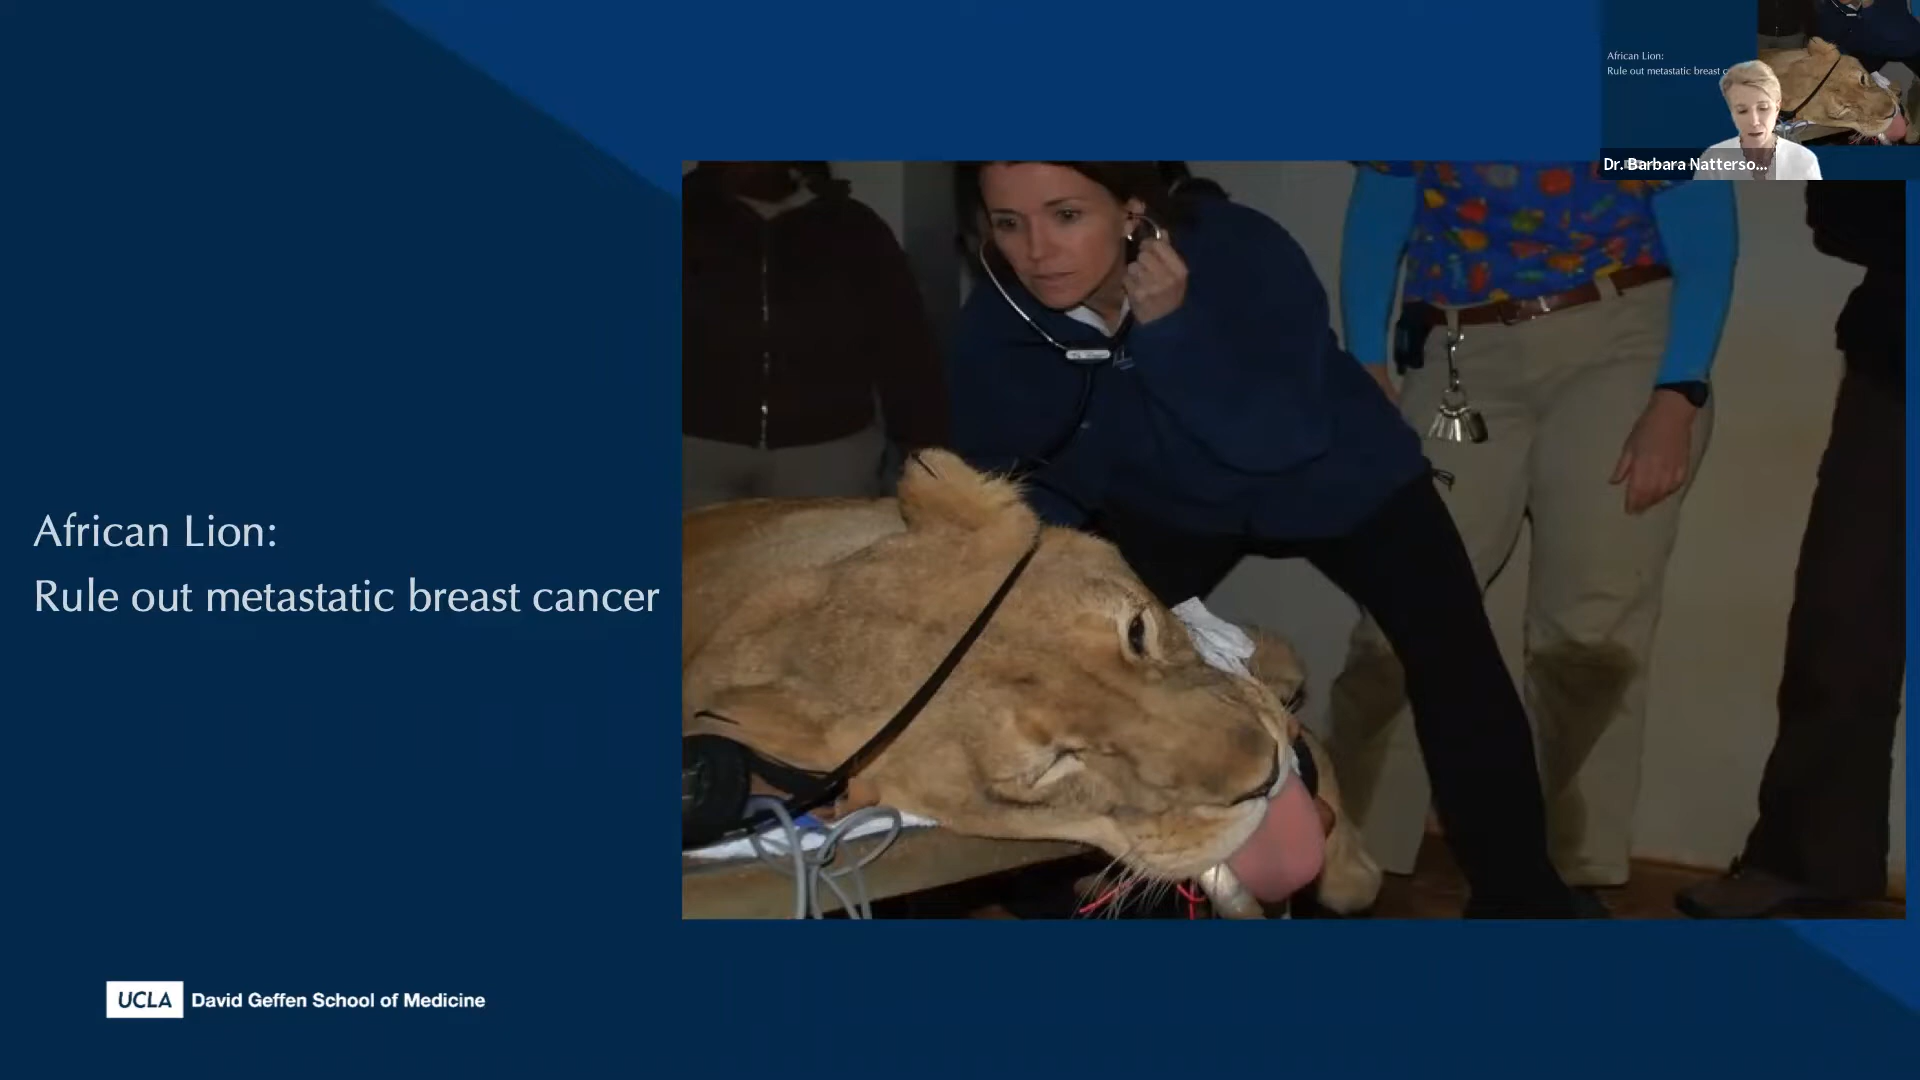 African Lion:
Rule out metastatic breast cancer
Dr. Barbara Natterso...
African Lion:
Rule out metastatic breast cancer
UCLA David Geffen School of Medicine